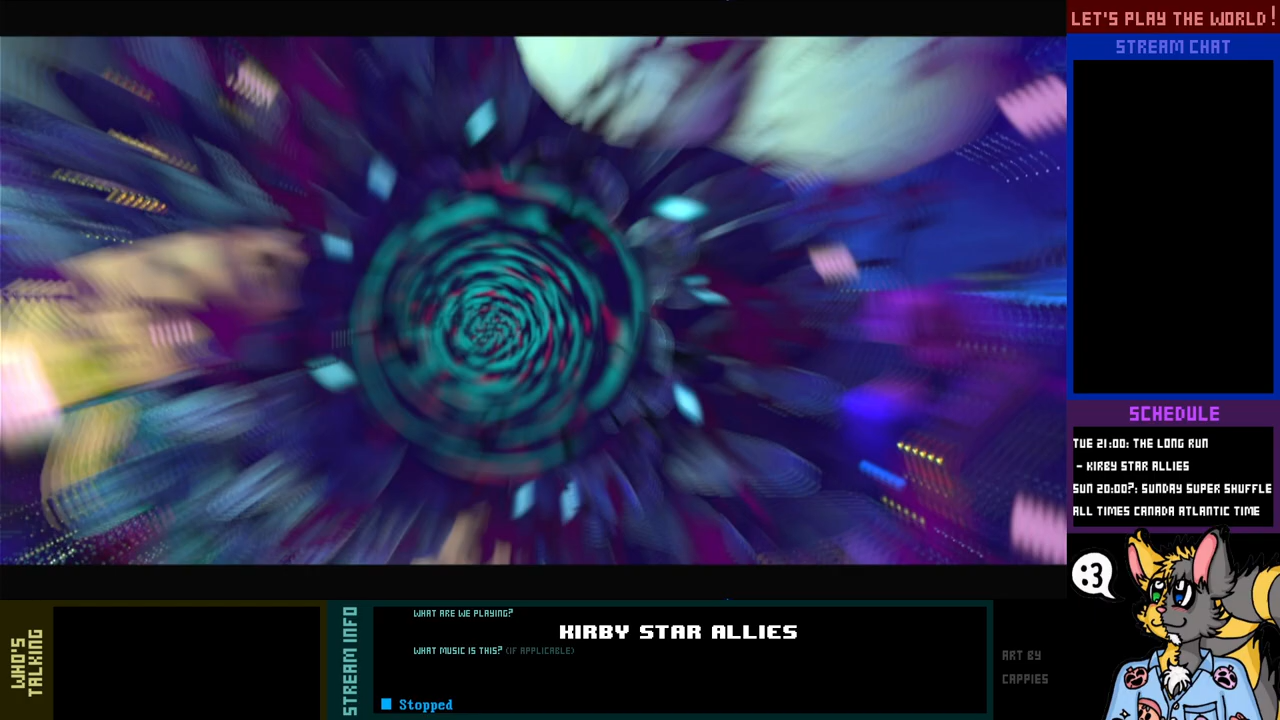 LET'S PLAY THE WORLD!
STREAM CHAT
SCHEDULE
TUE 21:00: THE LONG RUN
- KIRBY STAR ALLIES
SUN 20:00?: SUNDAY SUPER SHUFFLE
ALL TIMES CANADA ATLANTIC TIME
:3
WHO'S
TALKING
STREAM INFO
WHAT ARE WE PLAYING?
KIRBY STAR ALLIES
WHAT MUSIC IS THIS? (IF APPLICABLE)
Stopped
ART BY
CAPPIES